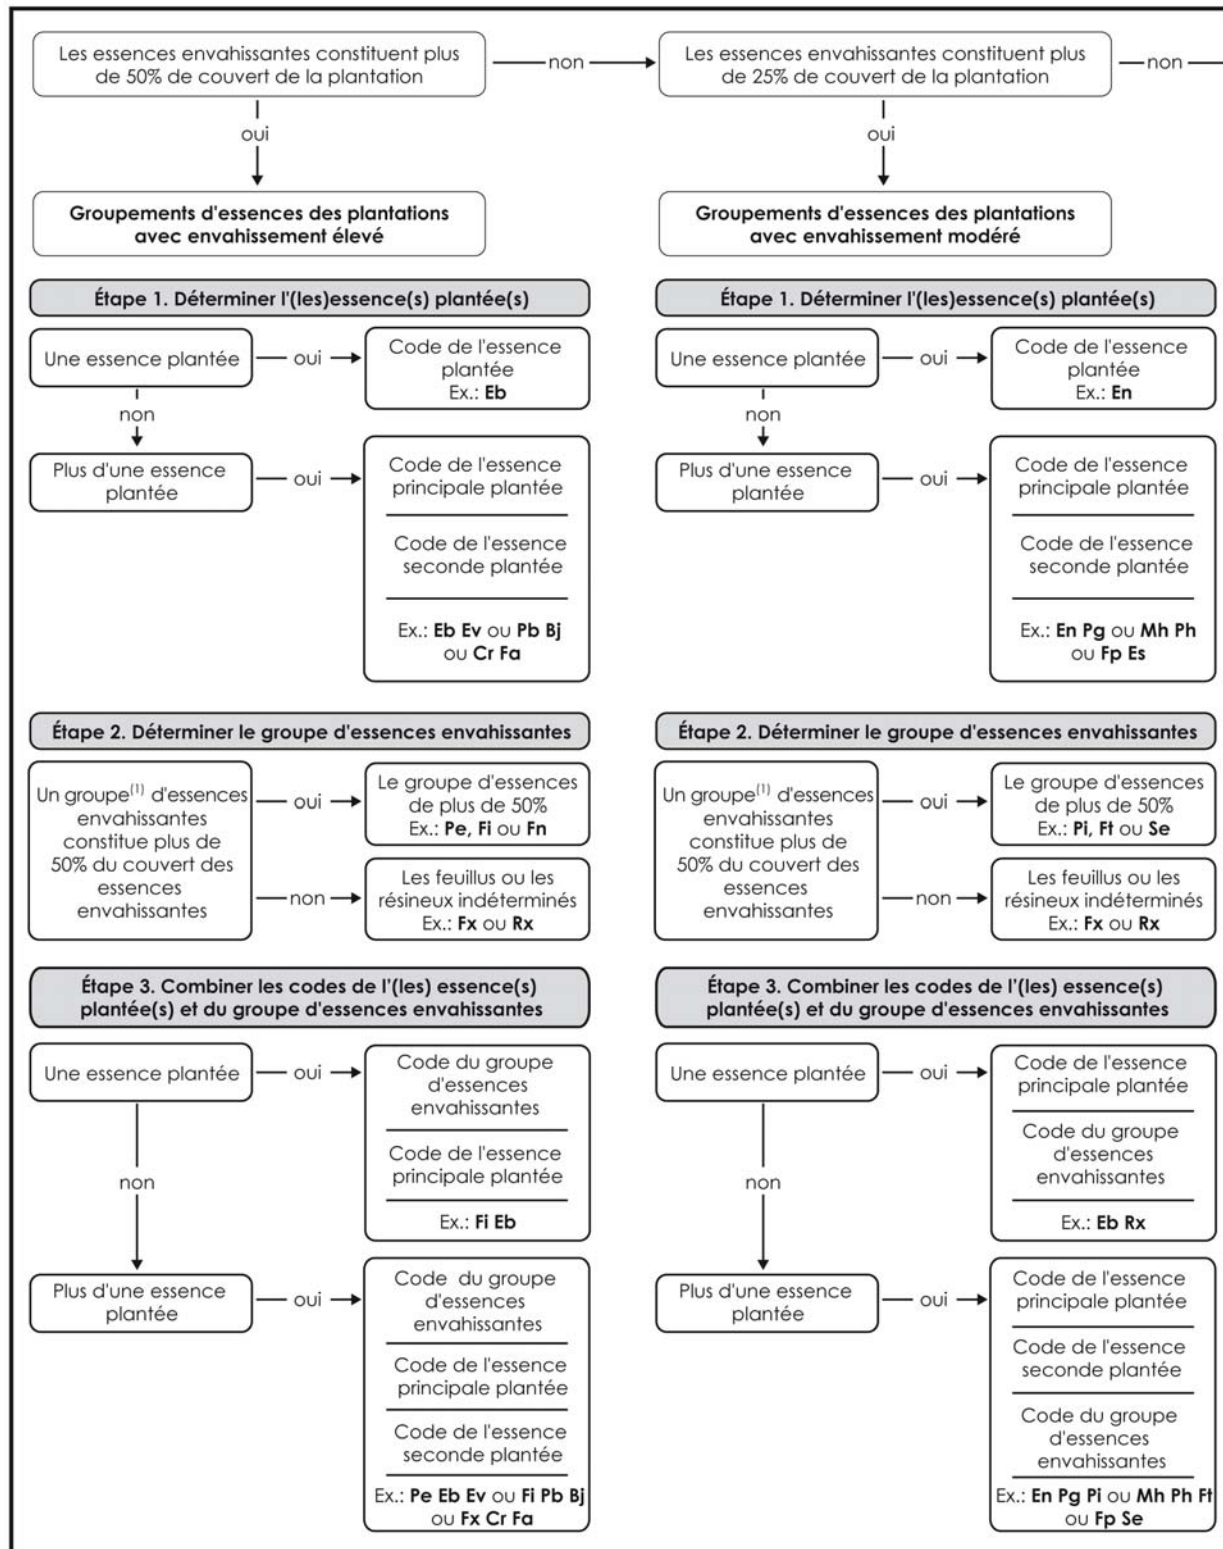 Les essences envahissantes constituent plus
de 50% de couvert de la plantation
non
Les essences envahissantes constituent plus
de 25% de couvert de la plantation
non
oui
oui
Groupements d'essences des plantations
avec envahissement élevé
Groupements d'essences des plantations
avec envahissement modéré
Étape 1. Déterminer l'(les)essence(s) plantée(s)
Une essence plantée
oui
Code de l'essence
plantée
Ex.: Eb
non
Plus d'une essence
plantée
oui
Code de l'essence
principale plantée
Code de l'essence
seconde plantée
Ex.: Eb Ev ou Pb Bj
ou Cr Fa
Étape 1. Déterminer l'(les)essence(s) plantée(s)
Une essence plantée
oui
Code de l'essence
plantée
Ex.: En
non
Plus d'une essence
plantée
oui
Code de l'essence
principale plantée
Code de l'essence
seconde plantée
Ex.: En Pg ou Mh Ph
ou Fp Es
Étape 2. Déterminer le groupe d'essences envahissantes
Un groupe(1) d'essences
envahissantes
constitue plus de
50% du couvert des
essences
envahissantes
oui
Le groupe d'essences
de plus de 50%
Ex.: Pe, Fi ou Fn
non
Les feuillus ou les
résineux indéterminés
Ex.: Fx ou Rx
Étape 2. Déterminer le groupe d'essences envahissantes
Un groupe(1) d'essences
envahissantes
constitue plus de
50% du couvert des
essences
envahissantes
oui
Le groupe d'essences
de plus de 50%
Ex.: Pi, Ft ou Se
non
Les feuillus ou les
résineux indéterminés
Ex.: Fx ou Rx
Étape 3. Combiner les codes de l'(les) essence(s)
plantée(s) et du groupe d'essences envahissantes
Une essence plantée
oui
Code du groupe
d'essences
envahissantes
Code de l'essence
principale plantée
Ex.: Fi Eb
non
Plus d'une essence
plantée
oui
Code du groupe
d'essences
envahissantes
Code de l'essence
principale plantée
Code de l'essence
seconde plantée
Ex.: Pe Eb Ev ou Fi Pb Bj
ou Fx Cr Fa
Étape 3. Combiner les codes de l'(les) essence(s)
plantée(s) et du groupe d'essences envahissantes
Une essence plantée
oui
Code de l'essence
principale plantée
Code du groupe
d'essences
envahissantes
Ex.: Eb Rx
non
Plus d'une essence
plantée
oui
Code de l'essence
principale plantée
Code de l'essence
seconde plantée
Code du groupe
d'essences
envahissantes
Ex.: En Pg Pi ou Mh Ph Ft
ou Fp Se